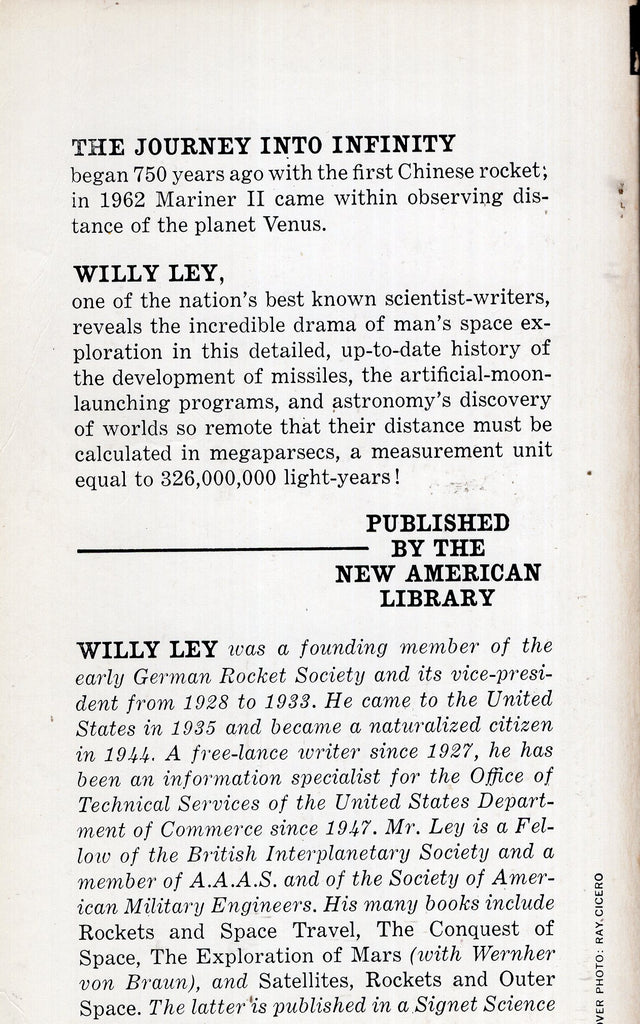 THE JOURNEY INTO INFINITY
began 750 years ago with the first Chinese rocket;
in 1962 Mariner II came within observing dis-
tance of the planet Venus.
WILLY LEY,
one of the nation's best known scientist-writers,
reveals the incredible drama of man's space ex-
ploration in this detailed, up-to-date history of
the development of missiles, the artificial-moon-
launching programs, and astronomy's discovery
of worlds so remote that their distance must be
calculated in megaparsecs, a measurement unit
equal to 326,000,000 light-years!
PUBLISHED
BY THE
NEW AMERICAN
LIBRARY
WILLY LEY was a founding member of the
early German Rocket Society and its vice-presi-
dent from 1928 to 1933. He came to the United
States in 1935 and became a naturalized citizen
in 1944. A free-lance writer since 1927, he has
been an information specialist for the Office of
Technical Services of the United States Depart-
ment of Commerce since 1947. Mr. Ley is a Fel-
low of the British Interplanetary Society and a
member of A.A.A.S. and of the Society of Amer-
ican Military Engineers. His many books include
Rockets and Space Travel, The Conquest of
Space, The Exploration of Mars (with Wernher
von Braun), and Satellites, Rockets and Outer
Space. The latter is published in a Signet Science
VER PHOTO: RAY CICERO